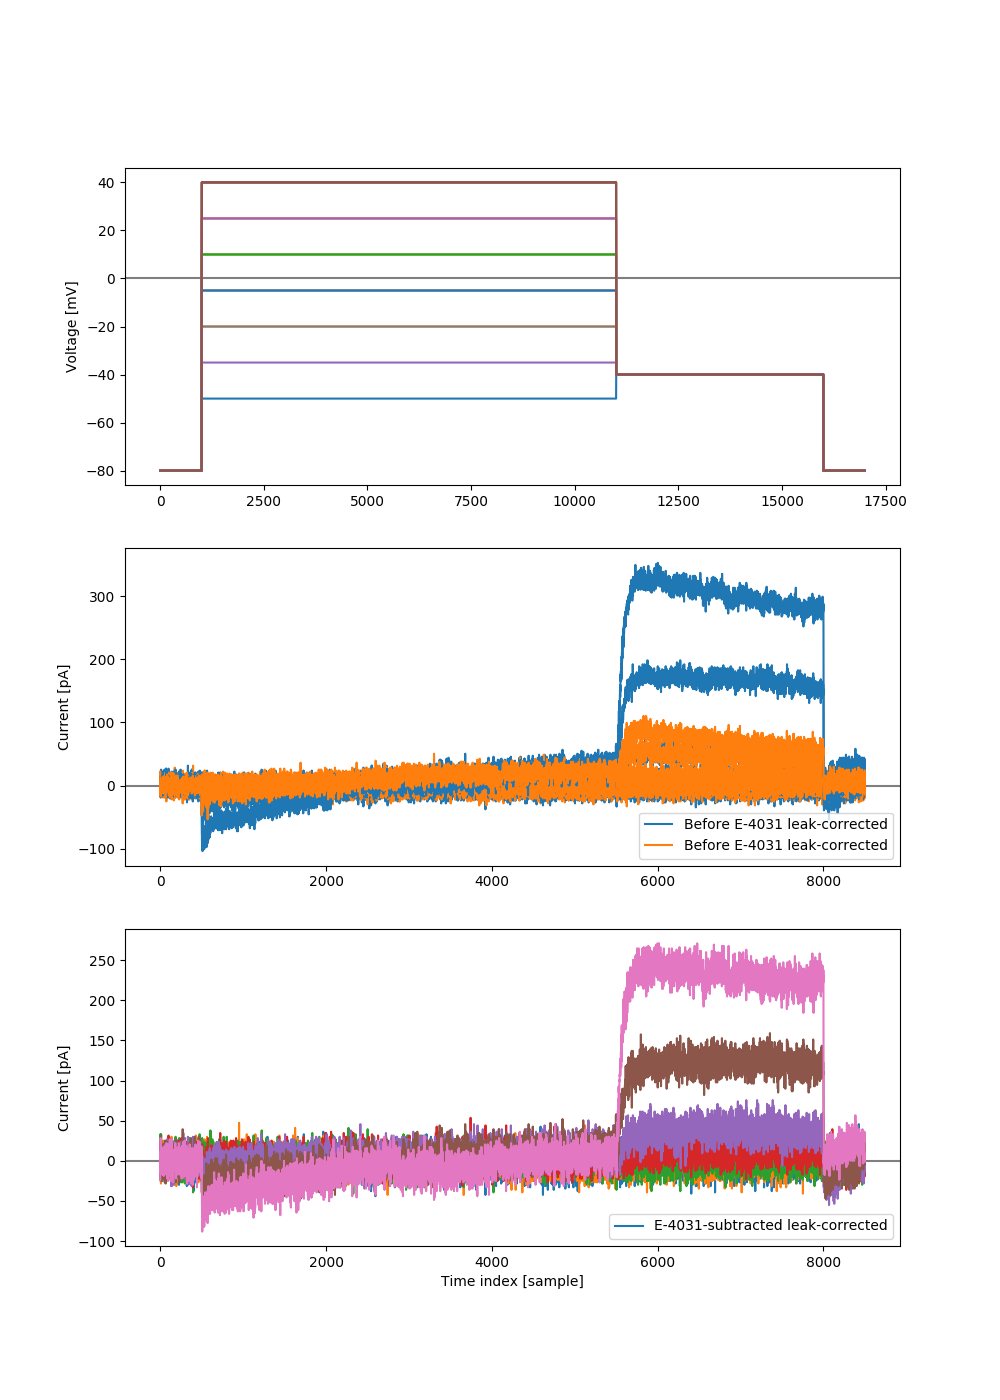 40
20
0
−20
−40
−60
−80
Voltage [mV]
0 2500 5000 7500 10000 12500 15000 17500
300
200
100
0
−100
Current [pA]
Before E-4031 leak-corrected
Before E-4031 leak-corrected
0 2000 4000 6000 8000
250
200
150
100
50
0
−50
−100
Current [pA]
E-4031-subtracted leak-corrected
0 2000 4000 6000 8000
Time index [sample]